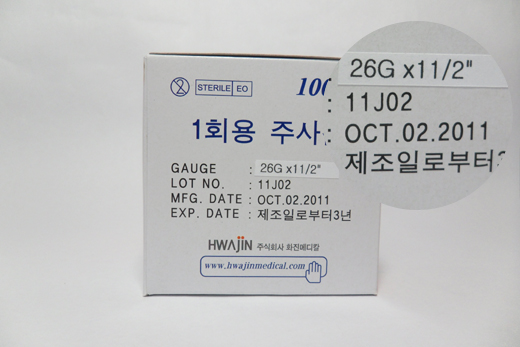 2
STERILE EO
100
1회용 주사
GAUGE : 26G x11/2"
LOT NO. : 11J02
MFG. DATE : OCT.02.2011
EXP. DATE : 제조일로부터3년
HWAJIN 주식회사 화진메디칼
www.hwajinmedical.com
26G x11/2"
: 11J02
: OCT.02.2011
제조일로부터3